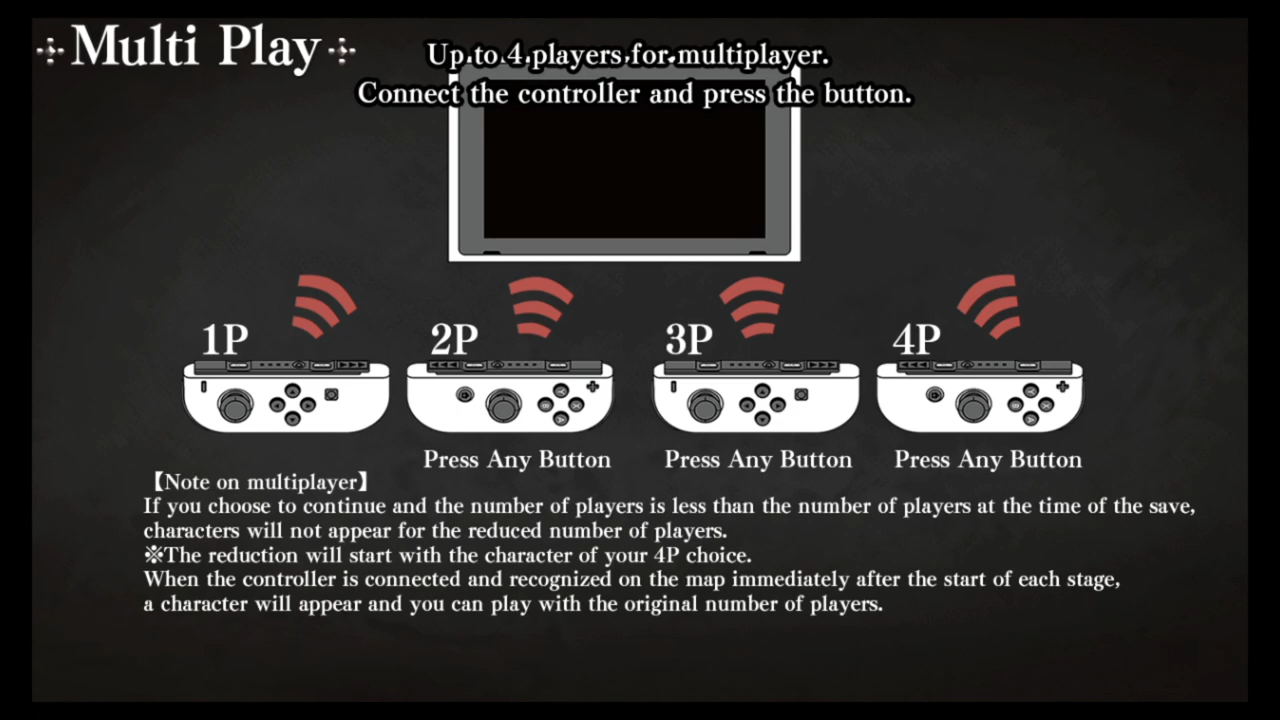 Multi Play
Up to 4 players for multiplayer.
Connect the controller and press the button.
1P 2P 3P 4P
Press Any Button Press Any Button Press Any Button
【Note on multiplayer】
If you choose to continue and the number of players is less than the number of players at the time of the save,
characters will not appear for the reduced number of players.
※The reduction will start with the character of your 4P choice.
When the controller is connected and recognized on the map immediately after the start of each stage,
a character will appear and you can play with the original number of players.